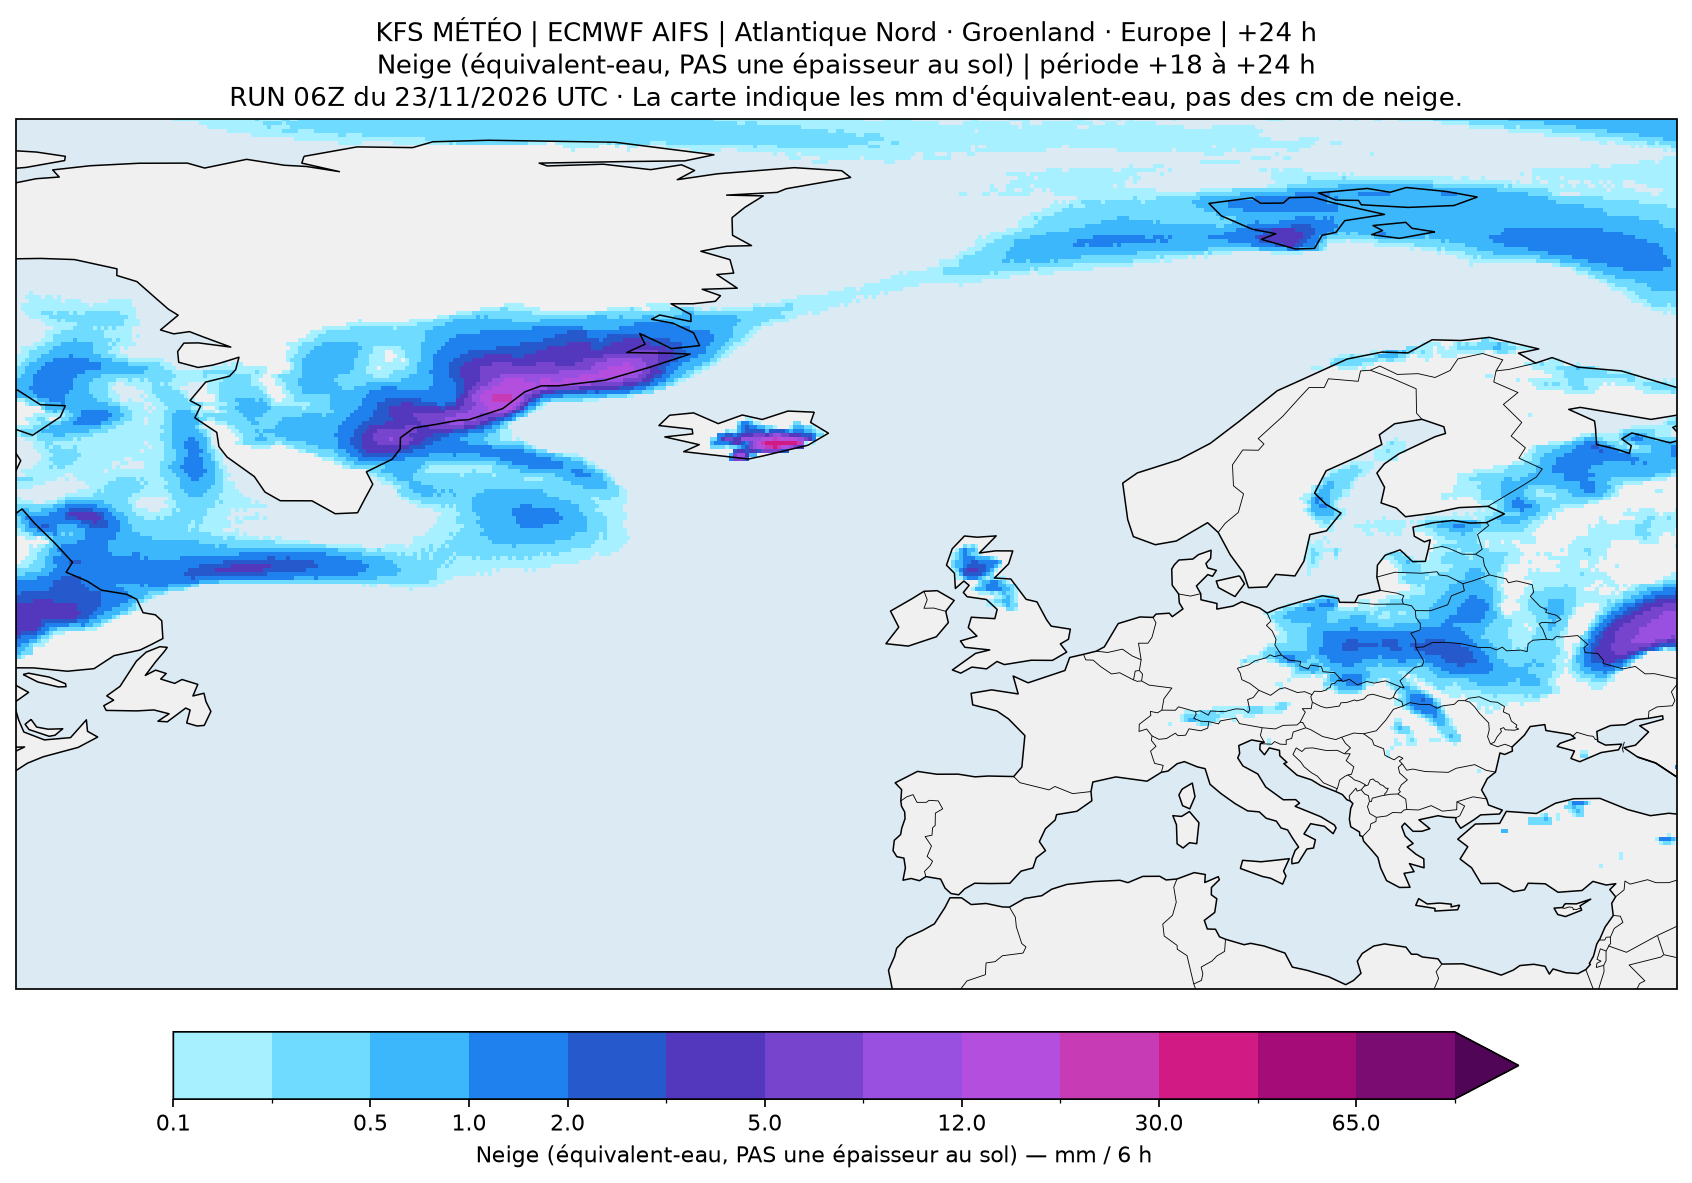 KFS MÉTÉO | ECMWF AIFS | Atlantique Nord · Groenland · Europe | +24 h
Neige (équivalent-eau, PAS une épaisseur au sol) | période +18 à +24 h
RUN 06Z du 23/11/2026 UTC · La carte indique les mm d'équivalent-eau, pas des cm de neige.
0.1 0.5 1.0 2.0 5.0 12.0 30.0 65.0
Neige (équivalent-eau, PAS une épaisseur au sol) — mm / 6 h